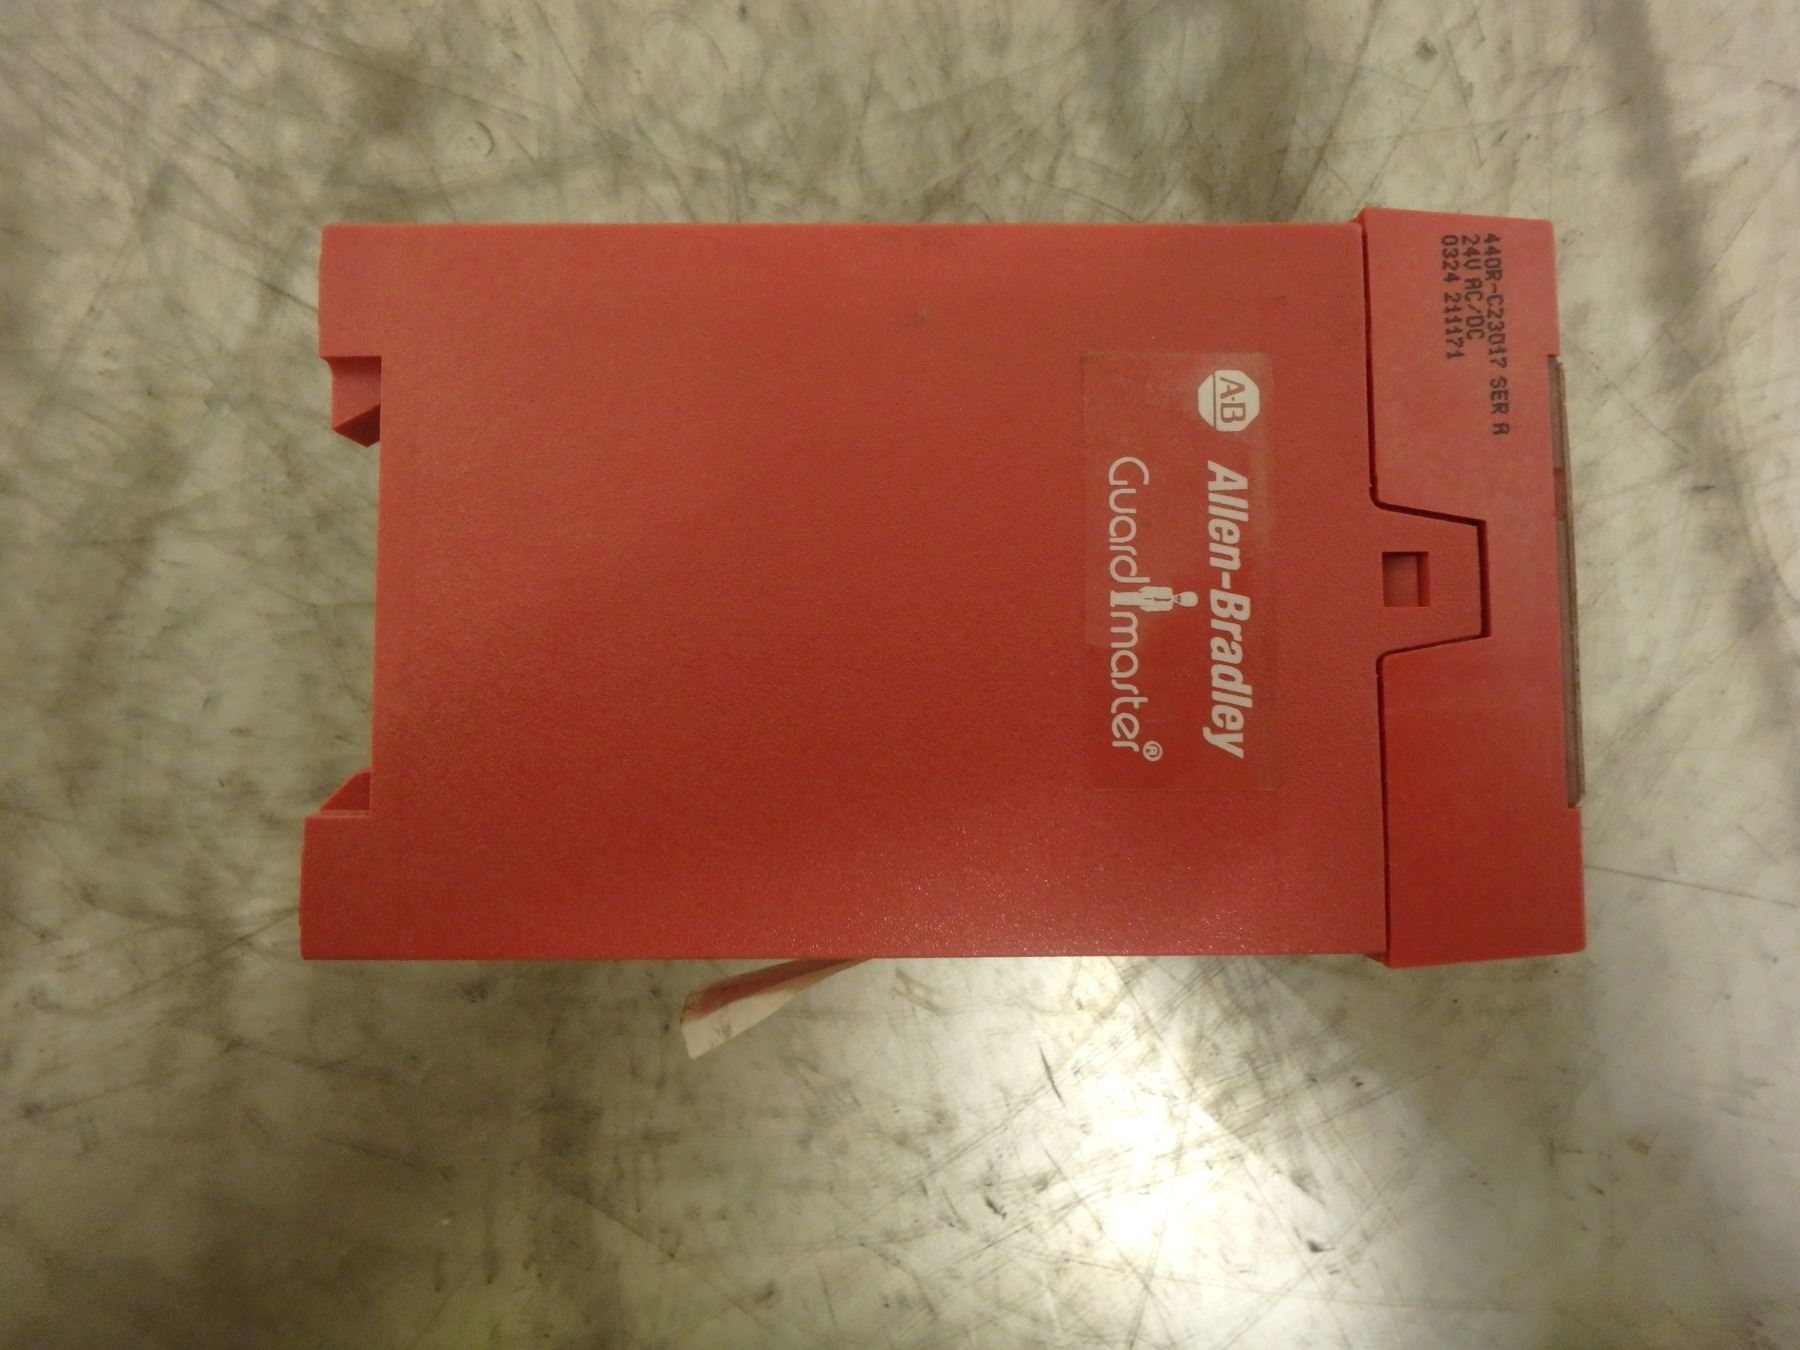 440R-C23017 SER A
24V AC/DC
0324 211171
A-B Allen-Bradley
Guardmaster®